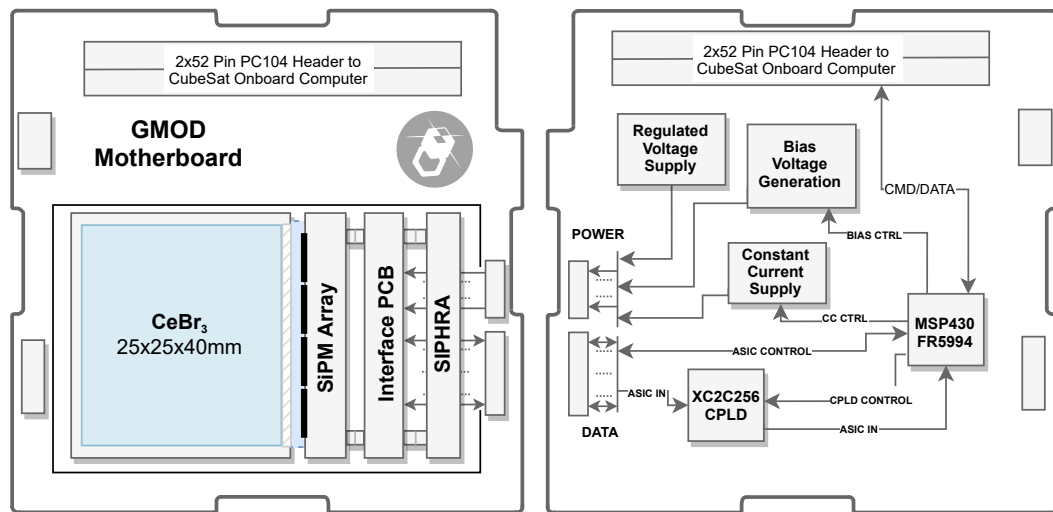 2x52 Pin PC104 Header to
CubeSat Onboard Computer
GMOD
Motherboard
CeBr₃
25x25x40mm
SiPM Array
Interface PCB
SIPHRA
2x52 Pin PC104 Header to
CubeSat Onboard Computer
Regulated
Voltage
Supply
Bias
Voltage
Generation
CMD/DATA
POWER
BIAS CTRL
Constant
Current
Supply
CC CTRL
MSP430
FR5994
ASIC CONTROL
ASIC IN
XC2C256
CPLD
CPLD CONTROL
DATA
ASIC IN